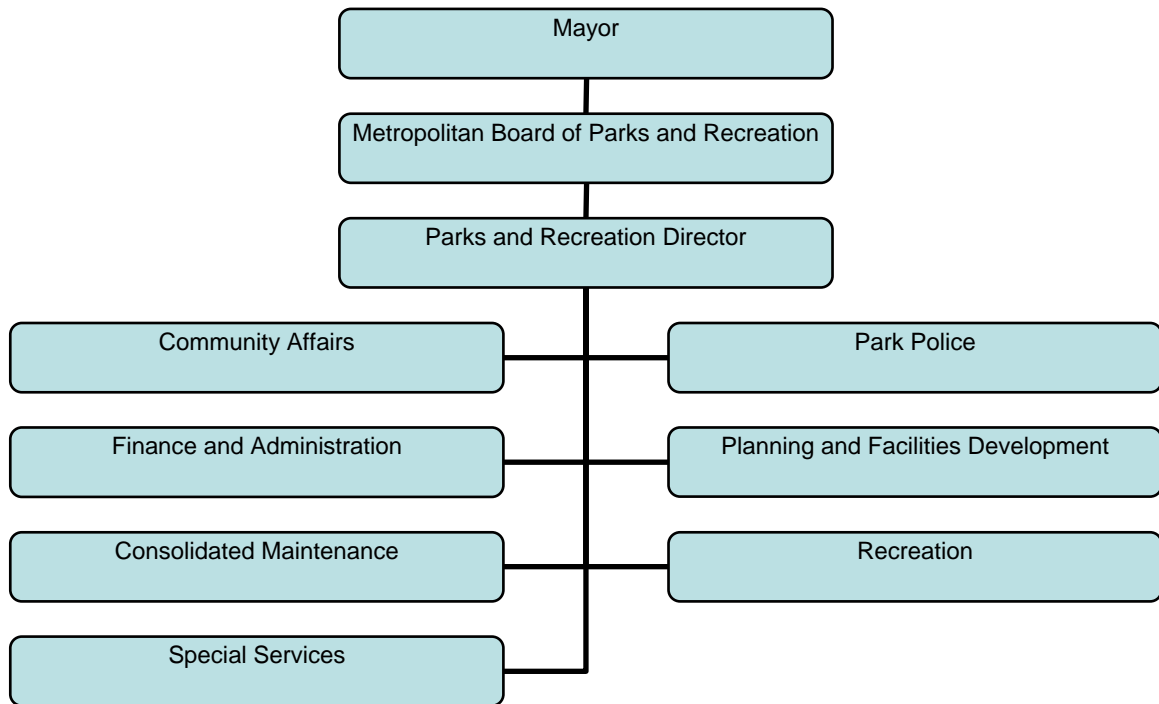 Mayor
Metropolitan Board of Parks and Recreation
Parks and Recreation Director
Community Affairs
Park Police
Finance and Administration
Planning and Facilities Development
Consolidated Maintenance
Recreation
Special Services